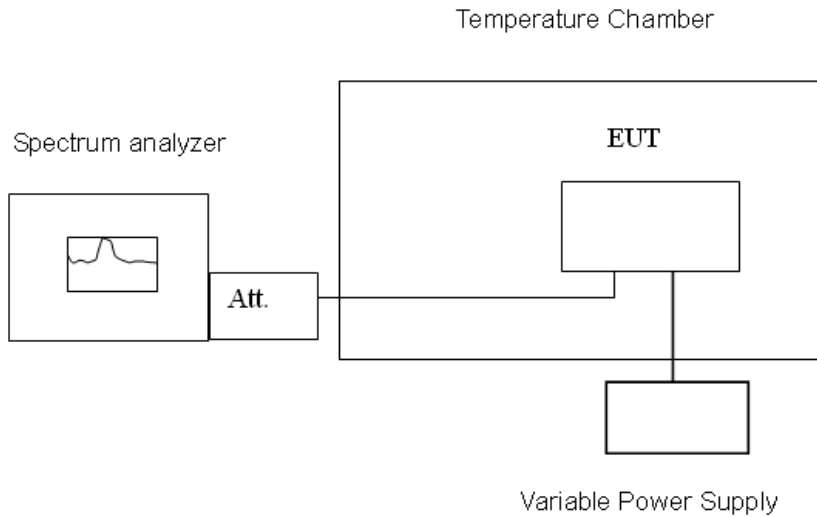 Temperature Chamber
Spectrum analyzer
EUT
Att.
Variable Power Supply